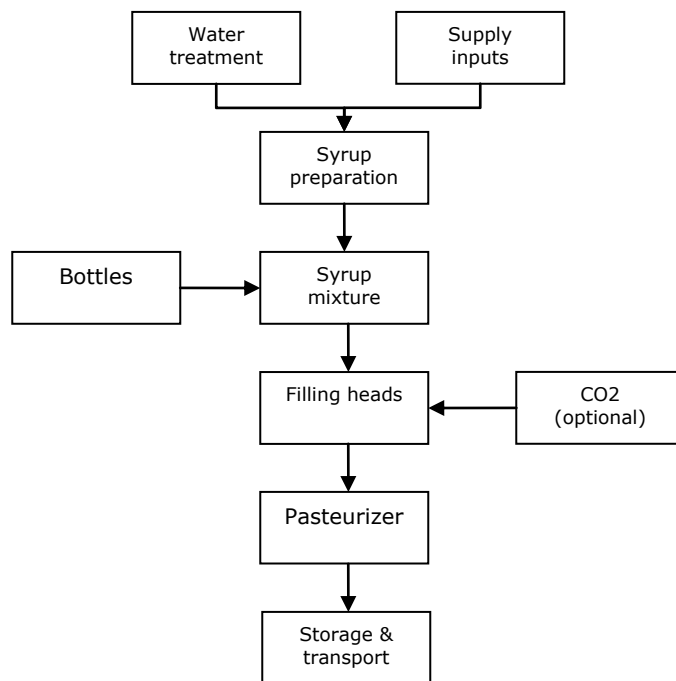 Water
treatment
Supply
inputs
Syrup
preparation
Bottles
Syrup
mixture
Filling heads
CO2
(optional)
Pasteurizer
Storage &
transport